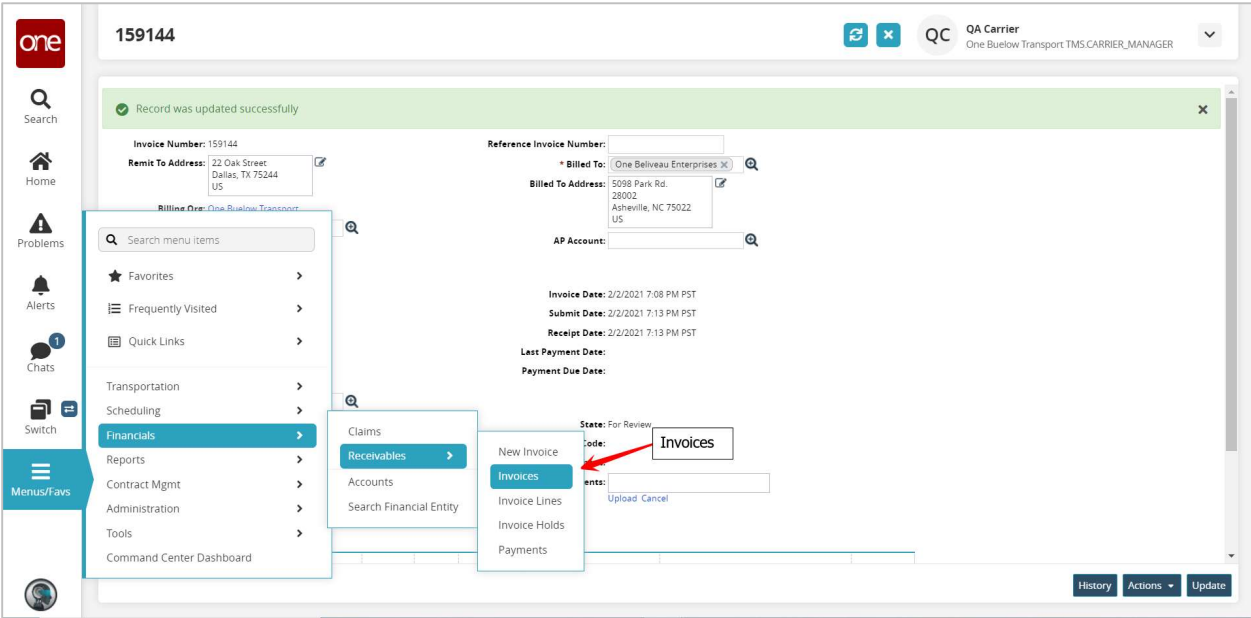 one
159144
QC
QA Carrier
One Buelow Transport TMS.CARRIER_MANAGER
Search
Home
Problems
Alerts
1
Chats
Switch
Menus/Favs
Record was updated successfully
Invoice Number: 159144
Remit To Address: 22 Oak Street
Dallas, TX 75244
US
Billing Org: One Buelow Transport
Reference Invoice Number:
* Billed To: One Beliveau Enterprises
Billed To Address: 5098 Park Rd.
28002
Asheville, NC 75022
US
AP Account:
Invoice Date: 2/2/2021 7:08 PM PST
Submit Date: 2/2/2021 7:13 PM PST
Receipt Date: 2/2/2021 7:13 PM PST
Last Payment Date:
Payment Due Date:
State: For Review
Code:
ents:
Upload Cancel
Search menu items
Favorites
Frequently Visited
Quick Links
Transportation
Scheduling
Financials
Reports
Contract Mgmt
Administration
Tools
Command Center Dashboard
Claims
Receivables
Accounts
Search Financial Entity
New Invoice
Invoices
Invoice Lines
Invoice Holds
Payments
Invoices
History
Actions
Update